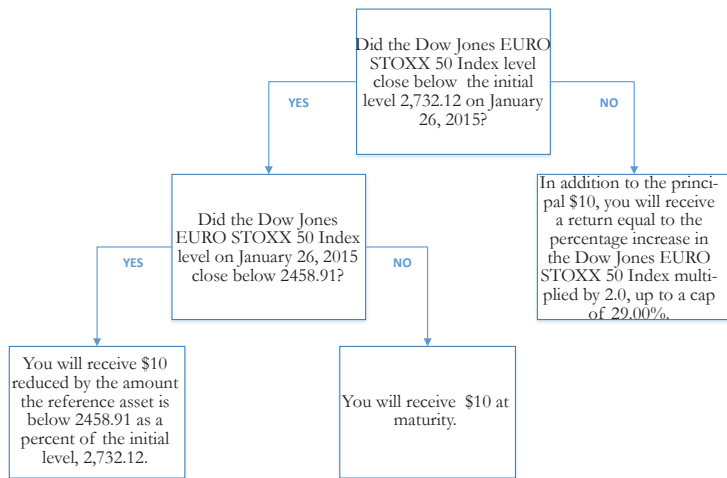 Did the Dow Jones EURO
STOXX 50 Index level
close below the initial
level 2,732.12 on January
26, 2015?
YES
NO
Did the Dow Jones
EURO STOXX 50 Index
level on January 26, 2015
close below 2458.91?
In addition to the princi-
pal $10, you will receive
a return equal to the
percentage increase in
the Dow Jones EURO
STOXX 50 Index multi-
plied by 2.0, up to a cap
of 29.00%.
YES
NO
You will receive $10
reduced by the amount
the reference asset is
below 2458.91 as a
percent of the initial
level, 2,732.12.
You will receive $10 at
maturity.